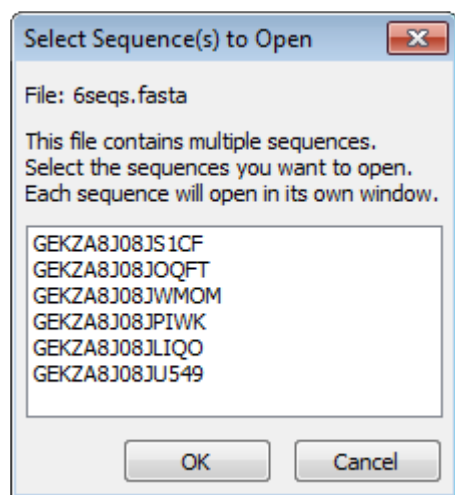 Select Sequence(s) to Open
File: 6seqs.fasta
This file contains multiple sequences.
Select the sequences you want to open.
Each sequence will open in its own window.
GEKZA8J08JS1CF
GEKZA8J08JOQFT
GEKZA8J08JWMOM
GEKZA8J08JPIWK
GEKZA8J08JLIQO
GEKZA8J08JU549
OK
Cancel